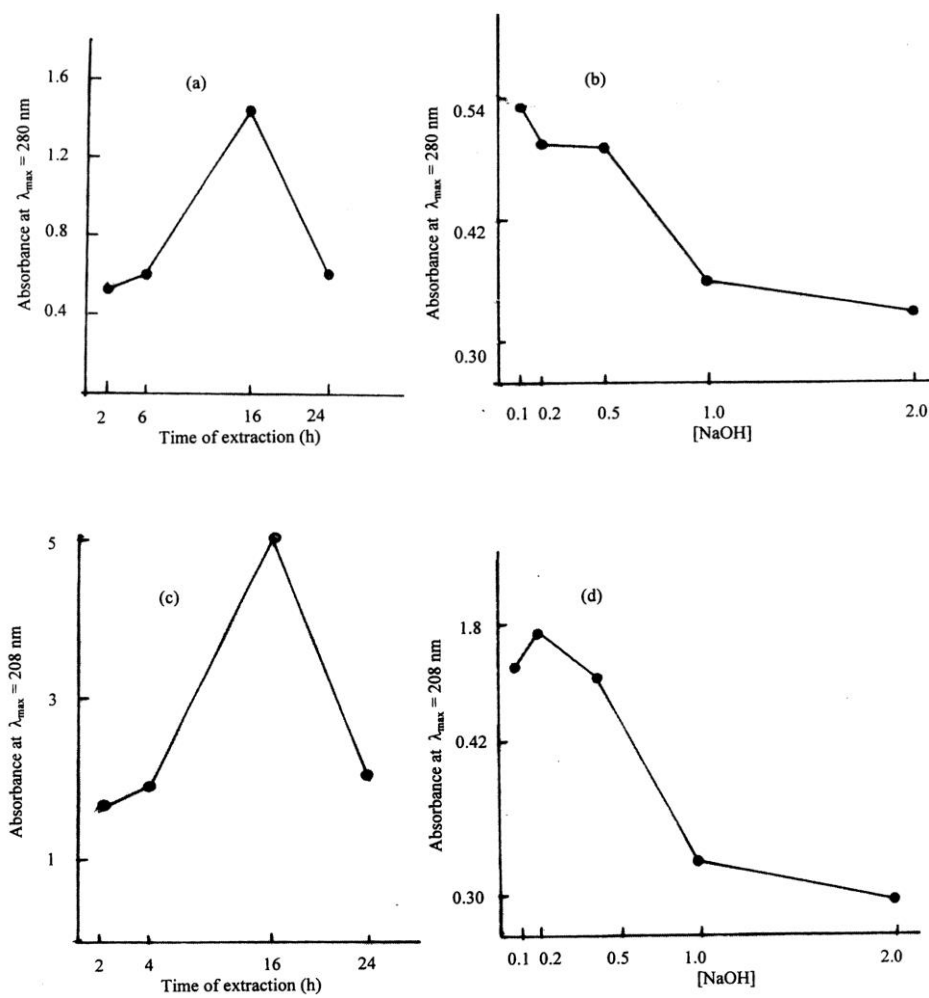 (a)
Absorbance at λmax = 280 nm
1.6
1.2
0.8
0.4
2 6 16 24
Time of extraction (h)
(b)
Absorbance at λmax = 280 nm
0.54
0.42
0.30
0.1 0.2 0.5 1.0 2.0
[NaOH]
(c)
Absorbance at λmax = 208 nm
5
3
1
2 4 16 24
Time of extraction (h)
(d)
Absorbance at λmax = 208 nm
1.8
0.42
0.30
0.1 0.2 0.5 1.0 2.0
[NaOH]